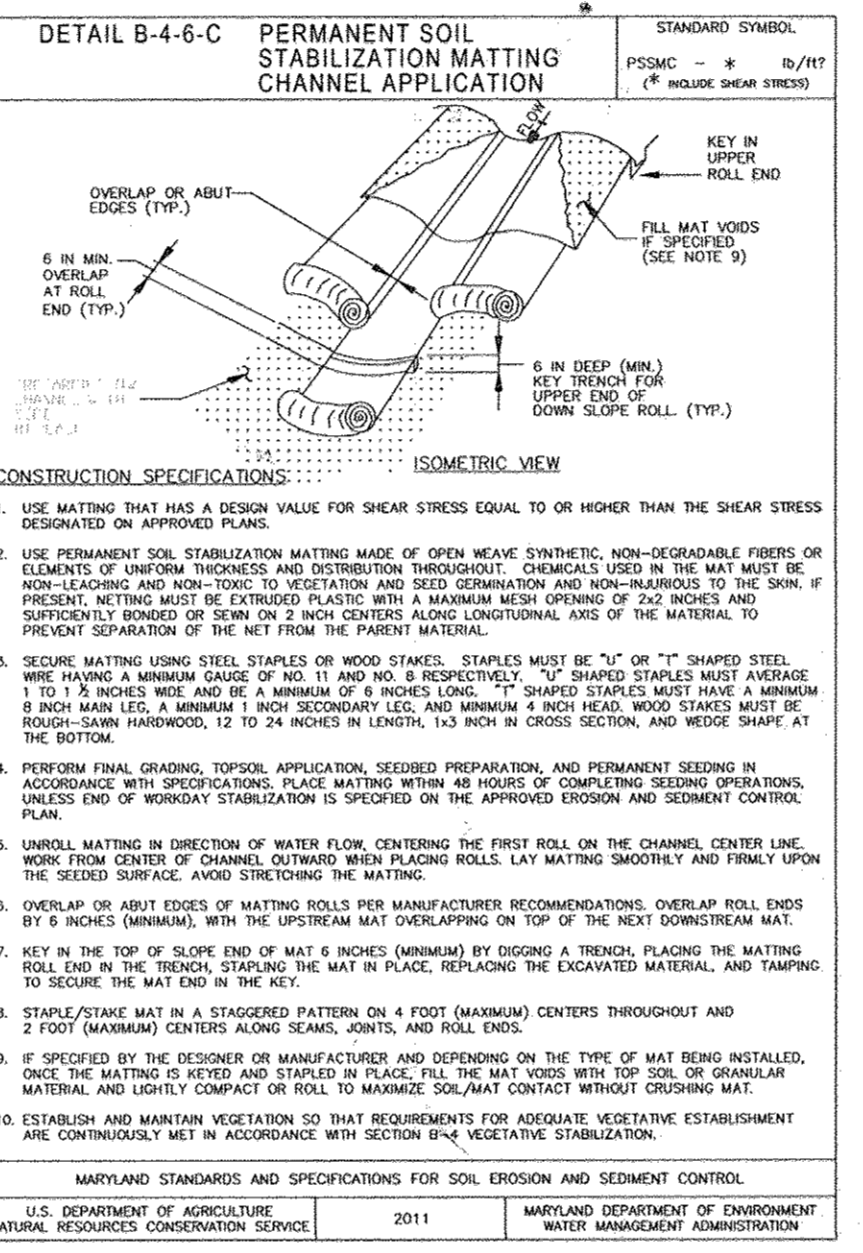 DETAIL B-4-6-C PERMANENT SOIL
STABILIZATION MATTING
CHANNEL APPLICATION
STANDARD SYMBOL
PSSMC - * lb/ft?
(* INCLUDE SHEAR STRESS)
FLOW
KEY IN
UPPER
ROLL END
OVERLAP OR ABUT
EDGES (TYP.)
FILL MAT VOIDS
IF SPECIFIED
(SEE NOTE 9)
6 IN MIN.
OVERLAP
AT ROLL
END (TYP.)
6 IN DEEP (MIN.)
KEY TRENCH FOR
UPPER END OF
DOWN SLOPE ROLL (TYP.)
ISOMETRIC VIEW
CONSTRUCTION SPECIFICATIONS:
. USE MATTING THAT HAS A DESIGN VALUE FOR SHEAR STRESS EQUAL TO OR HIGHER THAN THE SHEAR STRESS
DESIGNATED ON APPROVED PLANS.
2. USE PERMANENT SOIL STABILIZATION MATTING MADE OF OPEN WEAVE SYNTHETIC, NON-DEGRADABLE FIBERS OR
ELEMENTS OF UNIFORM THICKNESS AND DISTRIBUTION THROUGHOUT. CHEMICALS USED IN THE MAT MUST BE
NON-LEACHING AND NON-TOXIC TO VEGETATION AND SEED GERMINATION AND NON-INJURIOUS TO THE SKIN. IF
PRESENT, NETTING MUST BE EXTRUDED PLASTIC WITH A MAXIMUM MESH OPENING OF 2x2 INCHES AND
SUFFICIENTLY BONDED OR SEWN ON 2 INCH CENTERS ALONG LONGITUDINAL AXIS OF THE MATERIAL TO
PREVENT SEPARATION OF THE NET FROM THE PARENT MATERIAL.
3. SECURE MATTING USING STEEL STAPLES OR WOOD STAKES. STAPLES MUST BE "U" OR "T" SHAPED STEEL
WIRE HAVING A MINIMUM GAUGE OF NO. 11 AND NO. 8 RESPECTIVELY. "U" SHAPED STAPLES MUST AVERAGE
1 TO 1 ½ INCHES WIDE AND BE A MINIMUM OF 6 INCHES LONG. "T" SHAPED STAPLES MUST HAVE A MINIMUM
8 INCH MAIN LEG, A MINIMUM 1 INCH SECONDARY LEG, AND MINIMUM 4 INCH HEAD. WOOD STAKES MUST BE
ROUGH-SAWN HARDWOOD, 12 TO 24 INCHES IN LENGTH, 1x3 INCH IN CROSS SECTION, AND WEDGE SHAPE AT
THE BOTTOM.
4. PERFORM FINAL GRADING, TOPSOIL APPLICATION, SEEDBED PREPARATION, AND PERMANENT SEEDING IN
ACCORDANCE WITH SPECIFICATIONS. PLACE MATTING WITHIN 48 HOURS OF COMPLETING SEEDING OPERATIONS,
UNLESS END OF WORKDAY STABILIZATION IS SPECIFIED ON THE APPROVED EROSION AND SEDIMENT CONTROL
PLAN.
5. UNROLL MATTING IN DIRECTION OF WATER FLOW, CENTERING THE FIRST ROLL ON THE CHANNEL CENTER LINE.
WORK FROM CENTER OF CHANNEL OUTWARD WHEN PLACING ROLLS. LAY MATTING SMOOTHLY AND FIRMLY UPON
THE SEEDED SURFACE. AVOID STRETCHING THE MATTING.
6. OVERLAP OR ABUT EDGES OF MATTING ROLLS PER MANUFACTURER RECOMMENDATIONS. OVERLAP ROLL ENDS
BY 6 INCHES (MINIMUM), WITH THE UPSTREAM MAT OVERLAPPING ON TOP OF THE NEXT DOWNSTREAM MAT.
7. KEY IN THE TOP OF SLOPE END OF MAT 6 INCHES (MINIMUM) BY DIGGING A TRENCH, PLACING THE MATTING
ROLL END IN THE TRENCH, STAPLING THE MAT IN PLACE, REPLACING THE EXCAVATED MATERIAL, AND TAMPING
TO SECURE THE MAT END IN THE KEY.
8. STAPLE/STAKE MAT IN A STAGGERED PATTERN ON 4 FOOT (MAXIMUM) CENTERS THROUGHOUT AND
2 FOOT (MAXIMUM) CENTERS ALONG SEAMS, JOINTS, AND ROLL ENDS.
9. IF SPECIFIED BY THE DESIGNER OR MANUFACTURER AND DEPENDING ON THE TYPE OF MAT BEING INSTALLED,
ONCE THE MATTING IS KEYED AND STAPLED IN PLACE, FILL THE MAT VOIDS WITH TOP SOIL OR GRANULAR
MATERIAL AND LIGHTLY COMPACT OR ROLL TO MAXIMIZE SOIL/MAT CONTACT WITHOUT CRUSHING MAT.
10. ESTABLISH AND MAINTAIN VEGETATION SO THAT REQUIREMENTS FOR ADEQUATE VEGETATIVE ESTABLISHMENT
ARE CONTINUOUSLY MET IN ACCORDANCE WITH SECTION B-4 VEGETATIVE STABILIZATION.
MARYLAND STANDARDS AND SPECIFICATIONS FOR SOIL EROSION AND SEDIMENT CONTROL
U.S. DEPARTMENT OF AGRICULTURE
NATURAL RESOURCES CONSERVATION SERVICE
2011
MARYLAND DEPARTMENT OF ENVIRONMENT
WATER MANAGEMENT ADMINISTRATION